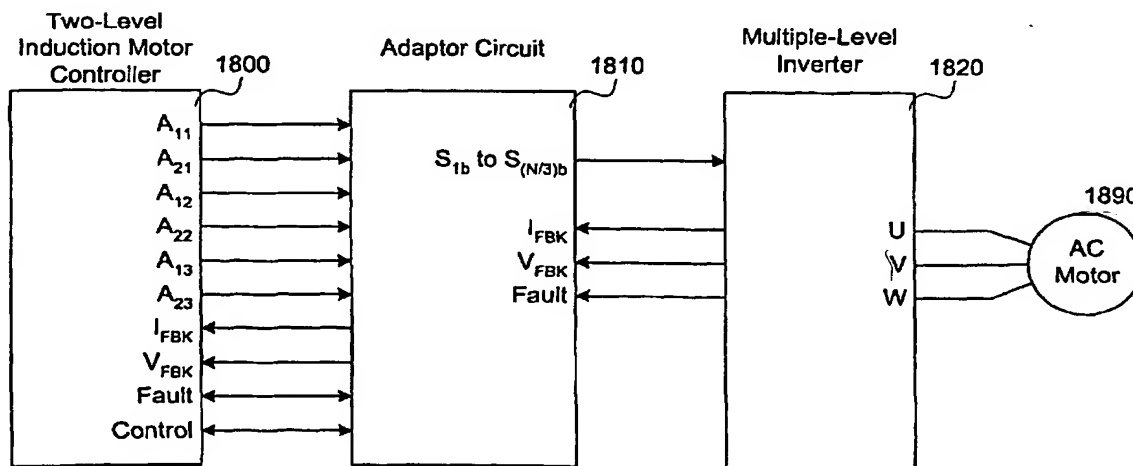 Two-Level
Induction Motor
Controller
1800
Adaptor Circuit
1810
Multiple-Level
Inverter
1820
A11
A21
A12
A22
A13
A23
IFBK
VFBK
Fault
Control
S1b to S(N/3)b
IFBK
VFBK
Fault
U
V
W
1890
AC
Motor